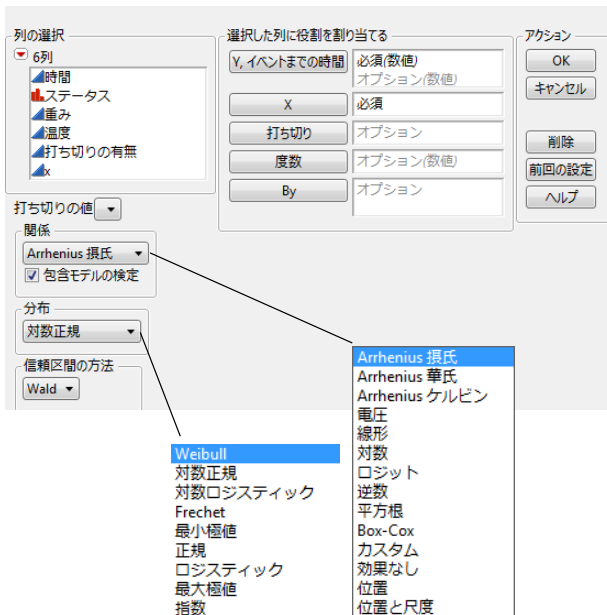 列の選択
6列
時間
ステータス
重み
温度
打ち切りの有無
x
選択した列に役割を割り当てる
Y, イベントまでの時間
必須(数値)
オプション(数値)
X
必須
打ち切り
オプション
度数
オプション(数値)
By
オプション
アクション
OK
キャンセル
削除
前回の設定
ヘルプ
打ち切りの値
関係
Arrhenius 摂氏
包含モデルの検定
分布
対数正規
信頼区間の方法
Wald
Weibull
対数正規
対数ロジスティック
Frechet
最小極値
正規
ロジスティック
最大極値
指数
Arrhenius 摂氏
Arrhenius 華氏
Arrhenius ケルビン
電圧
線形
対数
ロジット
逆数
平方根
Box-Cox
カスタム
効果なし
位置
位置と尺度